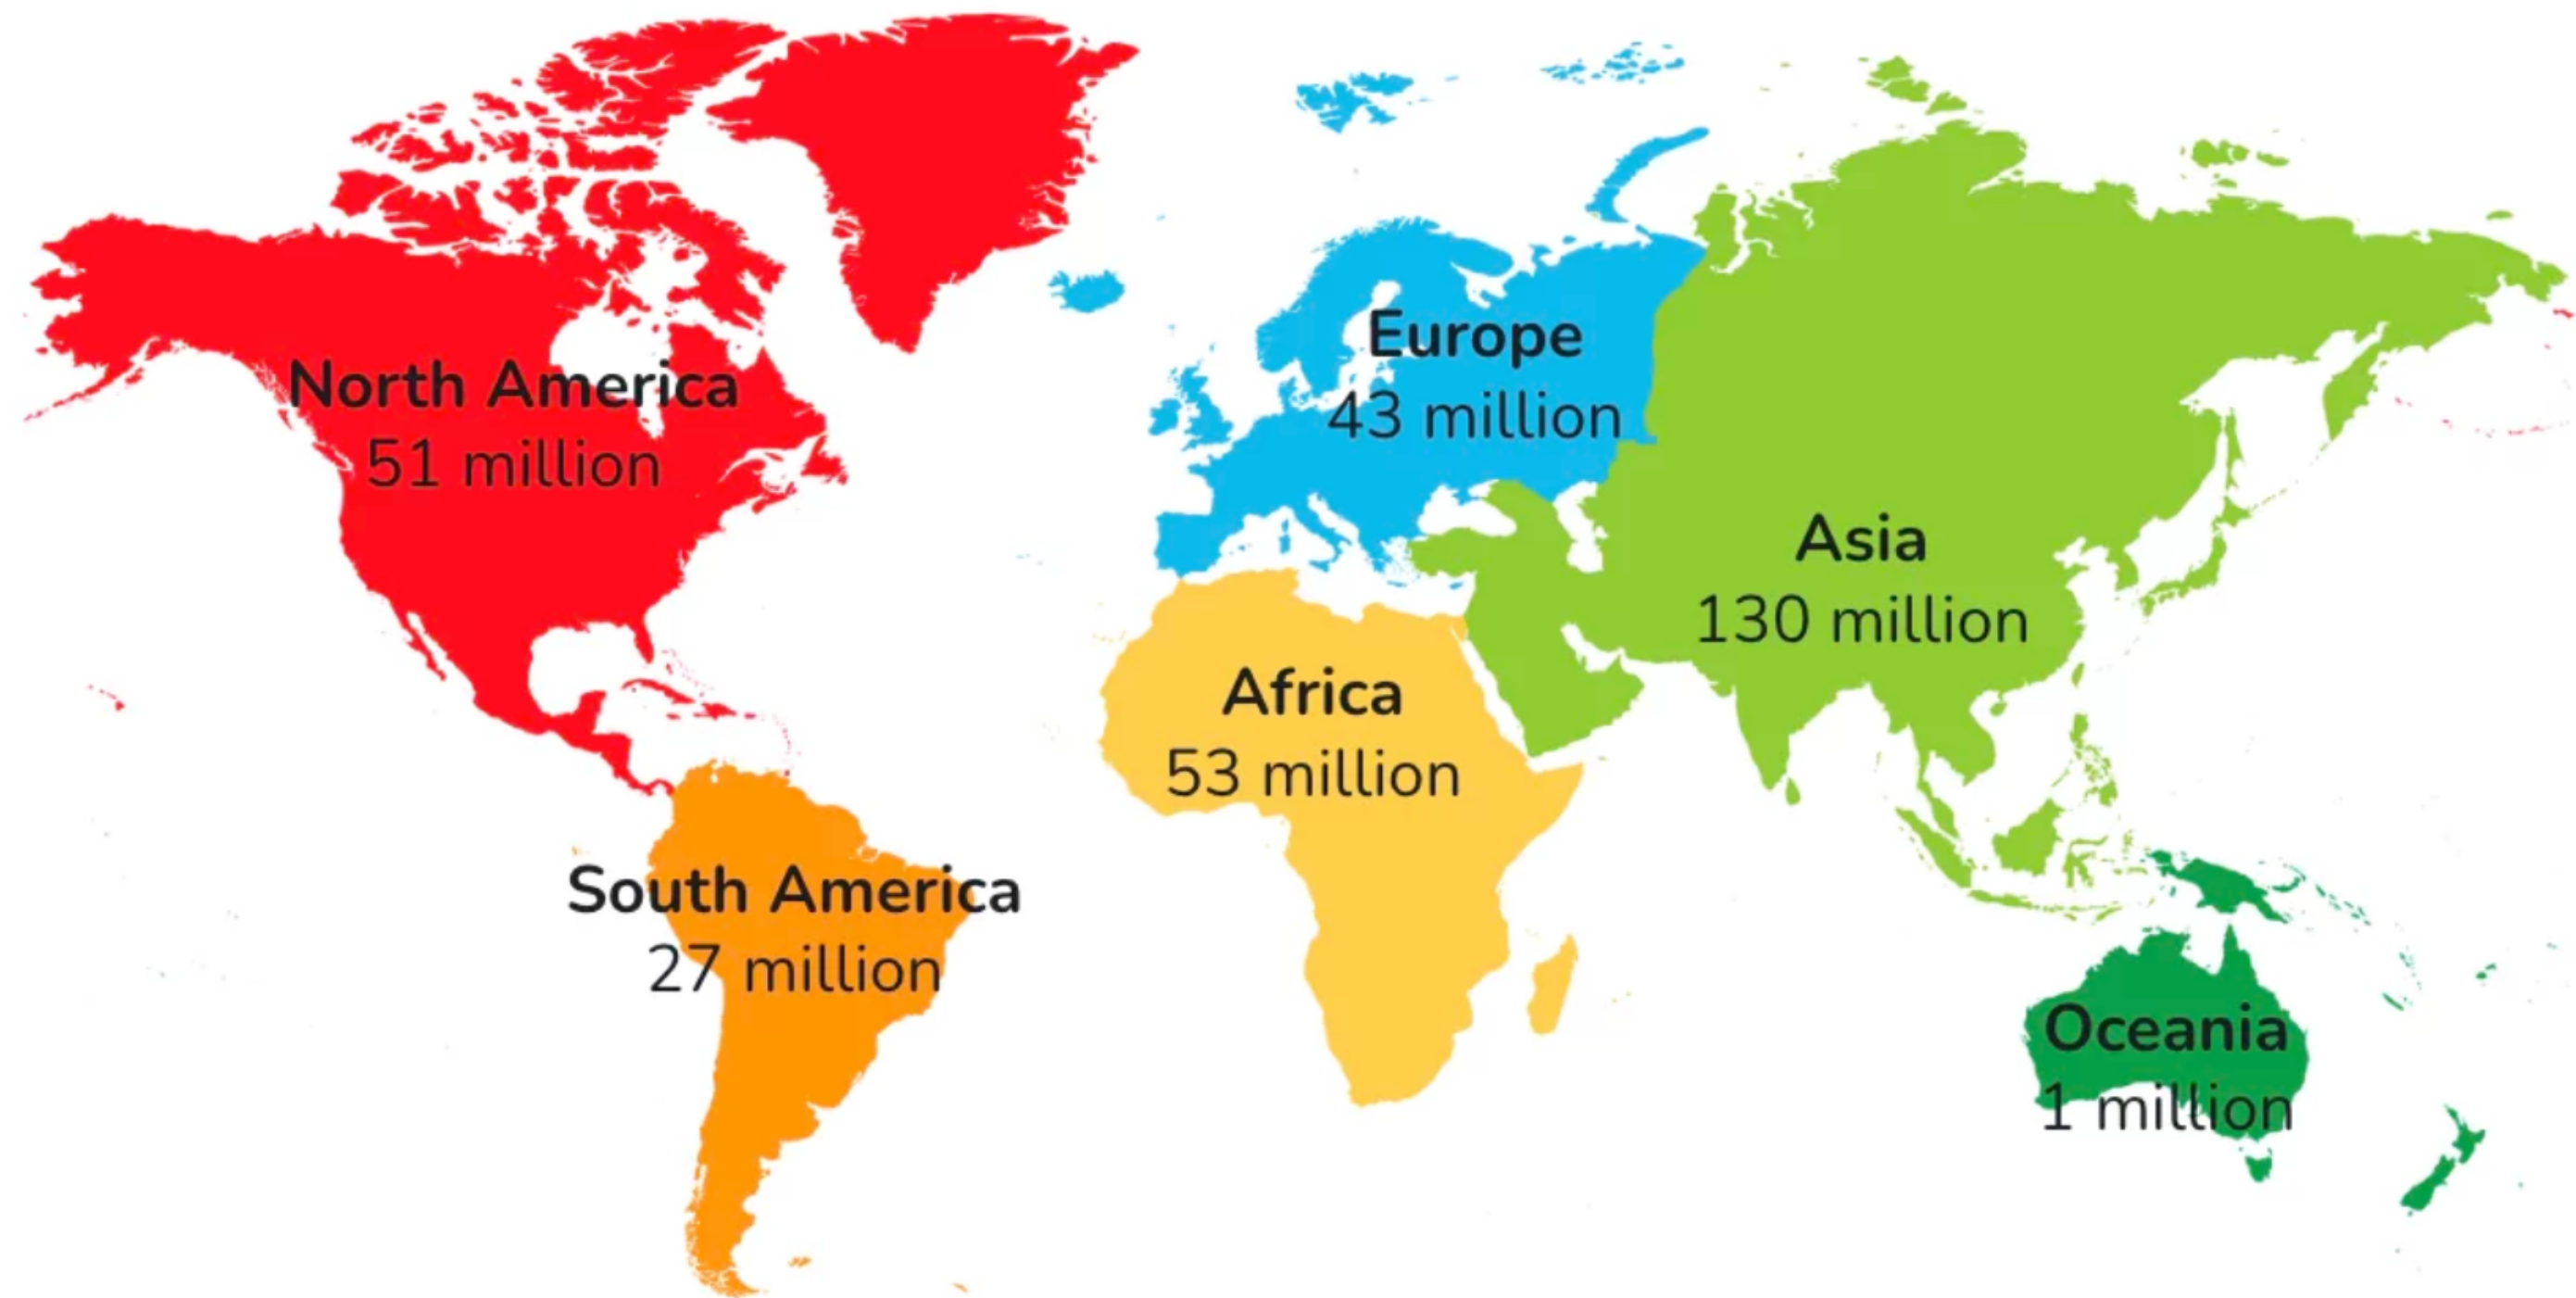 North America
51 million
Europe
43 million
Asia
130 million
Africa
53 million
South America
27 million
Oceania
1 million